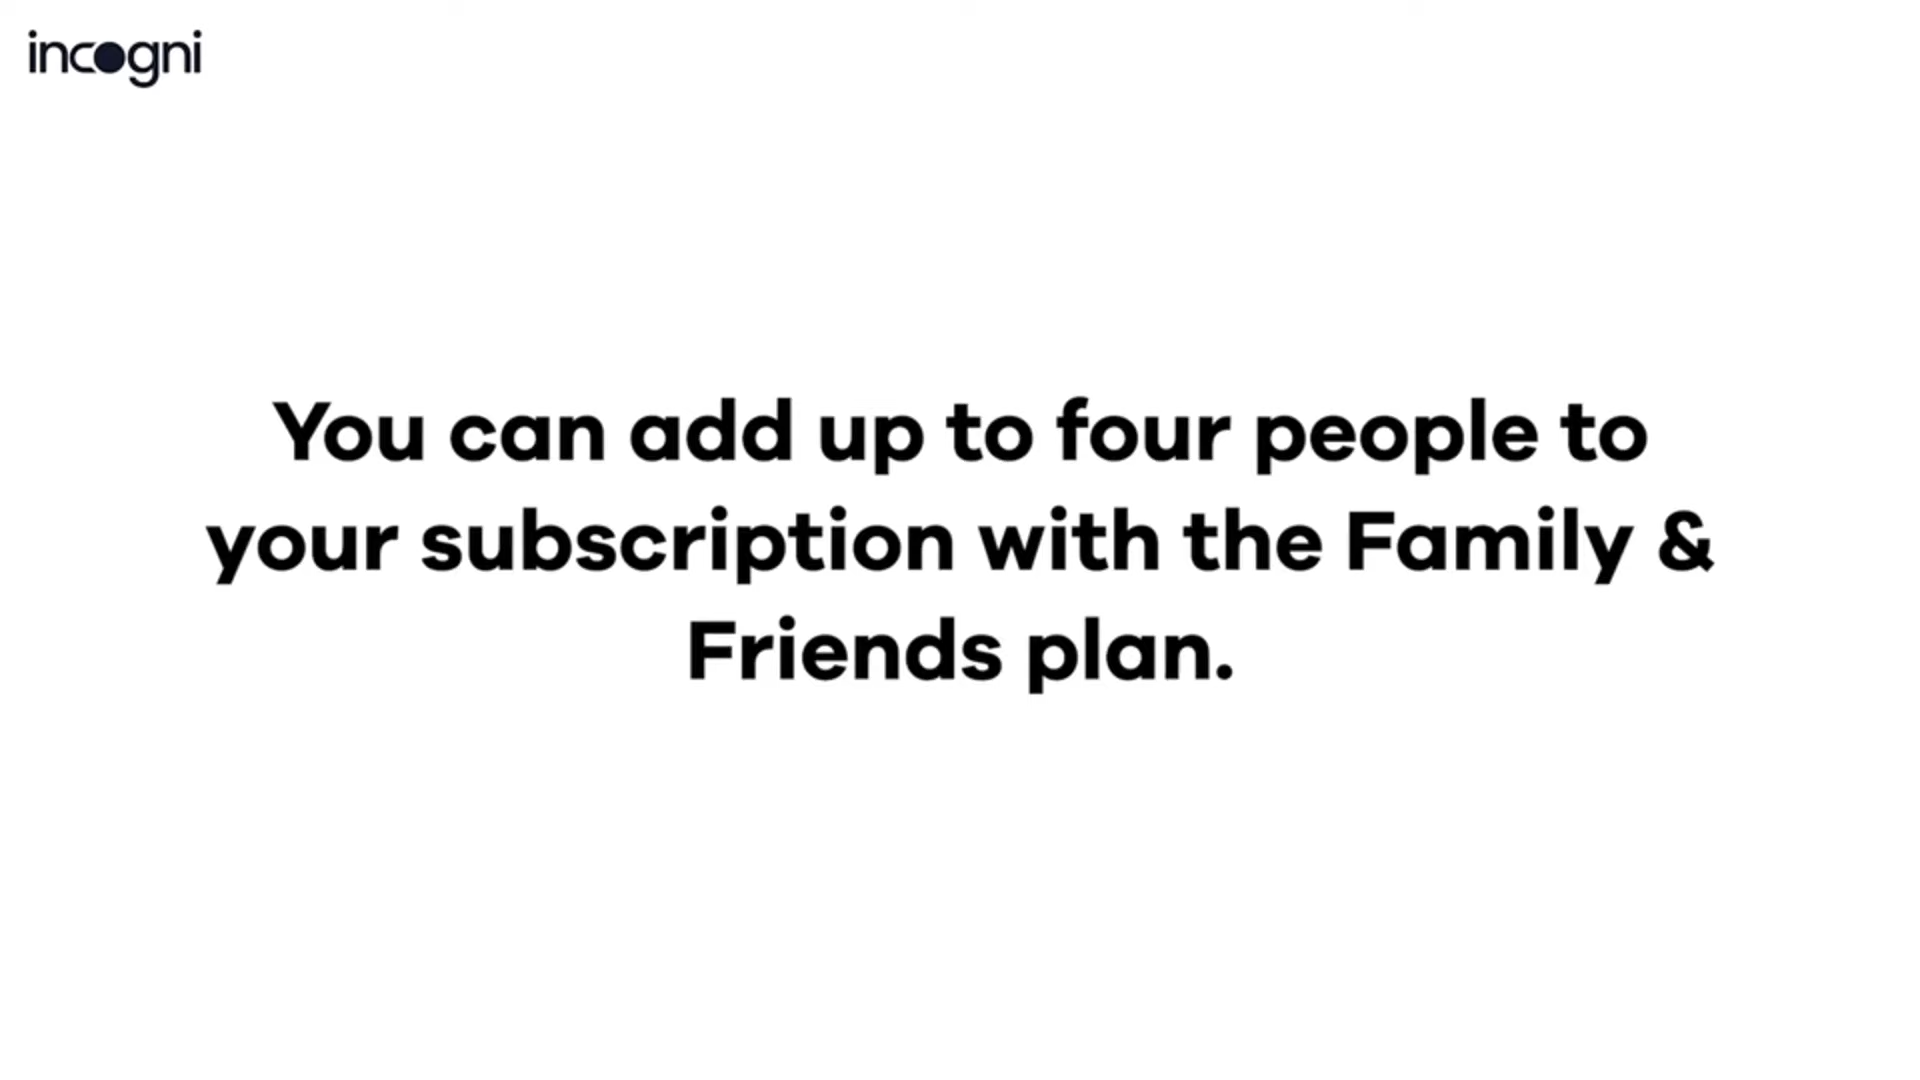 incogni
You can add up to four people to
your subscription with the Family &
Friends plan.